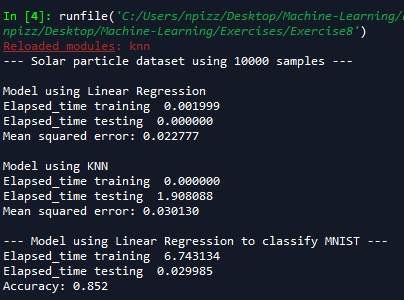 In [4]: runfile('C:/Users/npizz/Desktop/Machine-Learning/
npizz/Desktop/Machine-Learning/Exercises/Exercise8')
Reloaded modules: knn
--- Solar particle dataset using 10000 samples ---
Model using Linear Regression
Elapsed_time training  0.001999
Elapsed_time testing  0.000000
Mean squared error: 0.022777
Model using KNN
Elapsed_time training  0.000000
Elapsed_time testing  1.908088
Mean squared error: 0.030130
--- Model using Linear Regression to classify MNIST ---
Elapsed_time training  6.743134
Elapsed_time testing  0.029985
Accuracy: 0.852